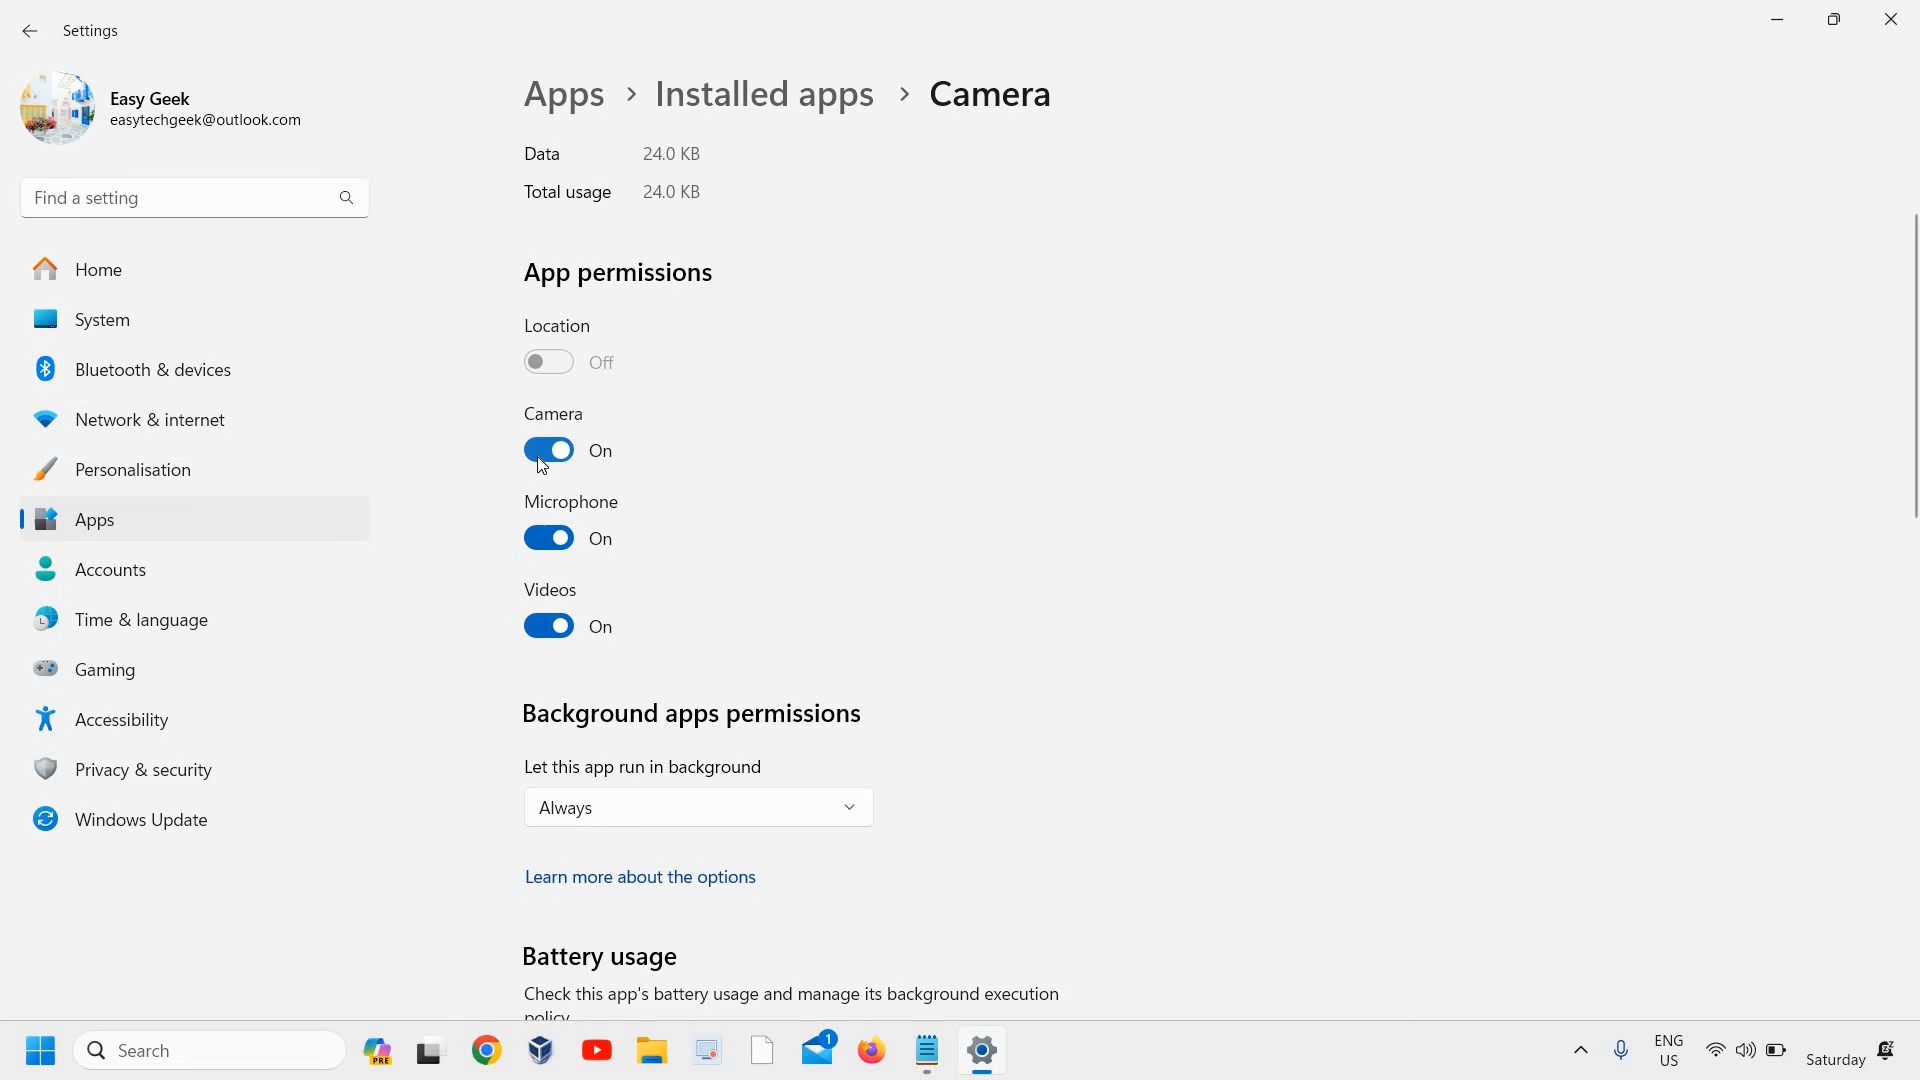 Settings
Easy Geek
easytechgeek@outlook.com
Find a setting
Home
System
Bluetooth & devices
Network & internet
Personalisation
Apps
Accounts
Time & language
Gaming
Accessibility
Privacy & security
Windows Update
Apps > Installed apps > Camera
Data 24.0 KB
Total usage 24.0 KB
App permissions
Location
Off
Camera
On
Microphone
On
Videos
On
Background apps permissions
Let this app run in background
Always
Learn more about the options
Battery usage
Check this app's battery usage and manage its background execution
policy
Search
PRE
1
ENG
US
Saturday